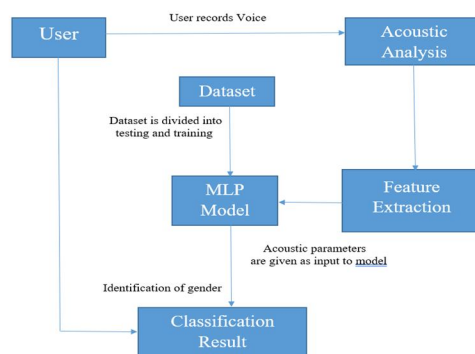 User
User records Voice
Acoustic
Analysis
Dataset
Dataset is divided into
testing and training
MLP
Model
Feature
Extraction
Acoustic parameters
are given as input to model
Identification of gender
Classification
Result